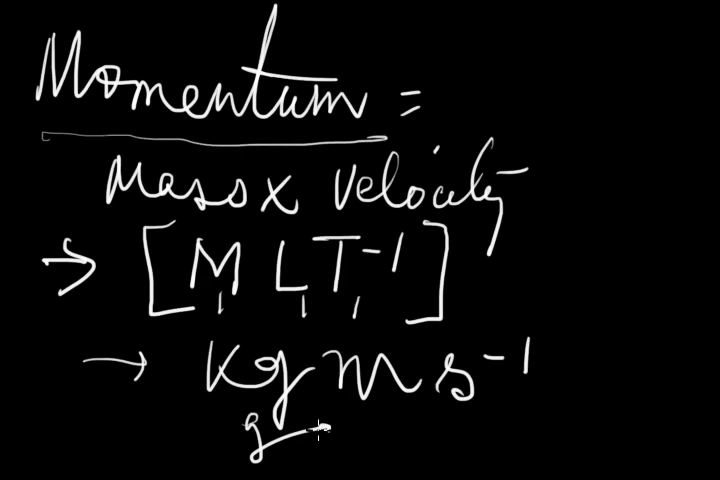 Momentum =
Mass x Velocity
→ [M L T⁻¹]
→ kg m s⁻¹
g